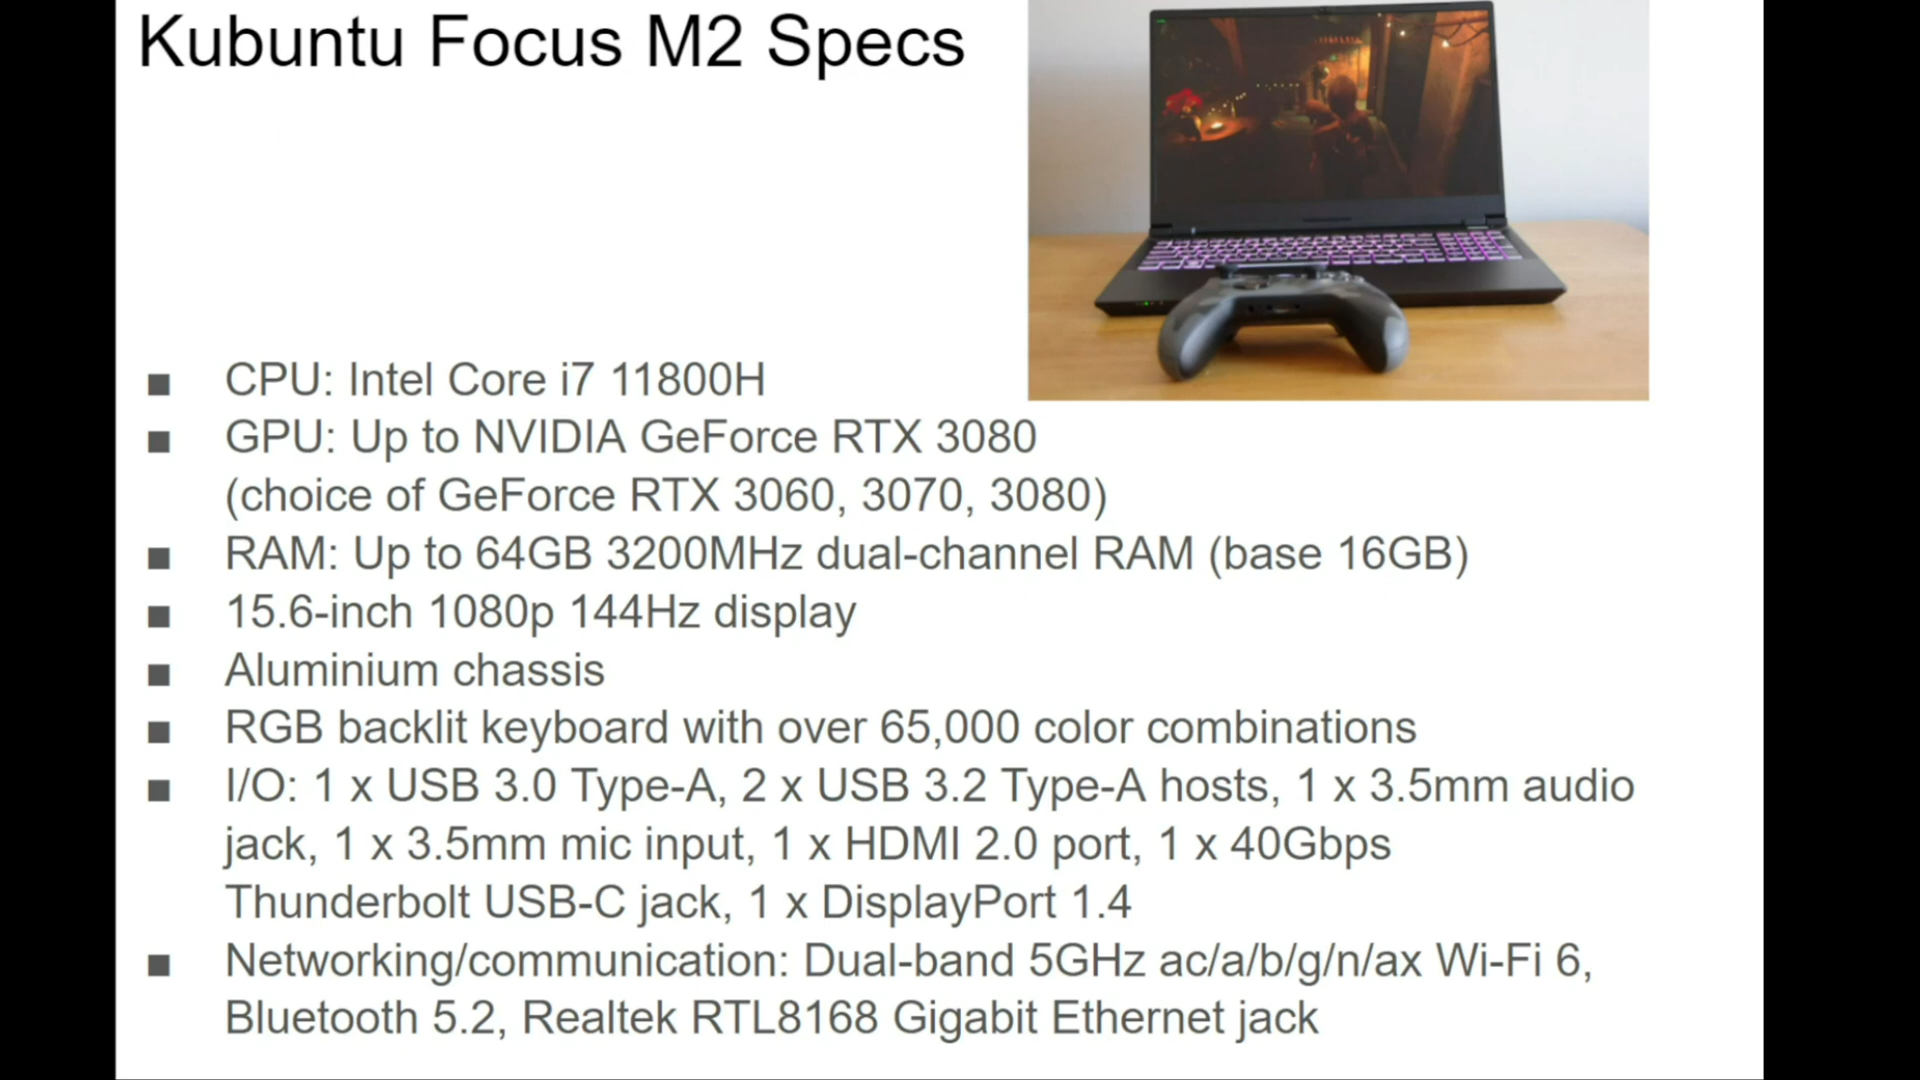 Kubuntu Focus M2 Specs
■ CPU: Intel Core i7 11800H
■ GPU: Up to NVIDIA GeForce RTX 3080
(choice of GeForce RTX 3060, 3070, 3080)
■ RAM: Up to 64GB 3200MHz dual-channel RAM (base 16GB)
■ 15.6-inch 1080p 144Hz display
■ Aluminium chassis
■ RGB backlit keyboard with over 65,000 color combinations
■ I/O: 1 x USB 3.0 Type-A, 2 x USB 3.2 Type-A hosts, 1 x 3.5mm audio
jack, 1 x 3.5mm mic input, 1 x HDMI 2.0 port, 1 x 40Gbps
Thunderbolt USB-C jack, 1 x DisplayPort 1.4
■ Networking/communication: Dual-band 5GHz ac/a/b/g/n/ax Wi-Fi 6,
Bluetooth 5.2, Realtek RTL8168 Gigabit Ethernet jack